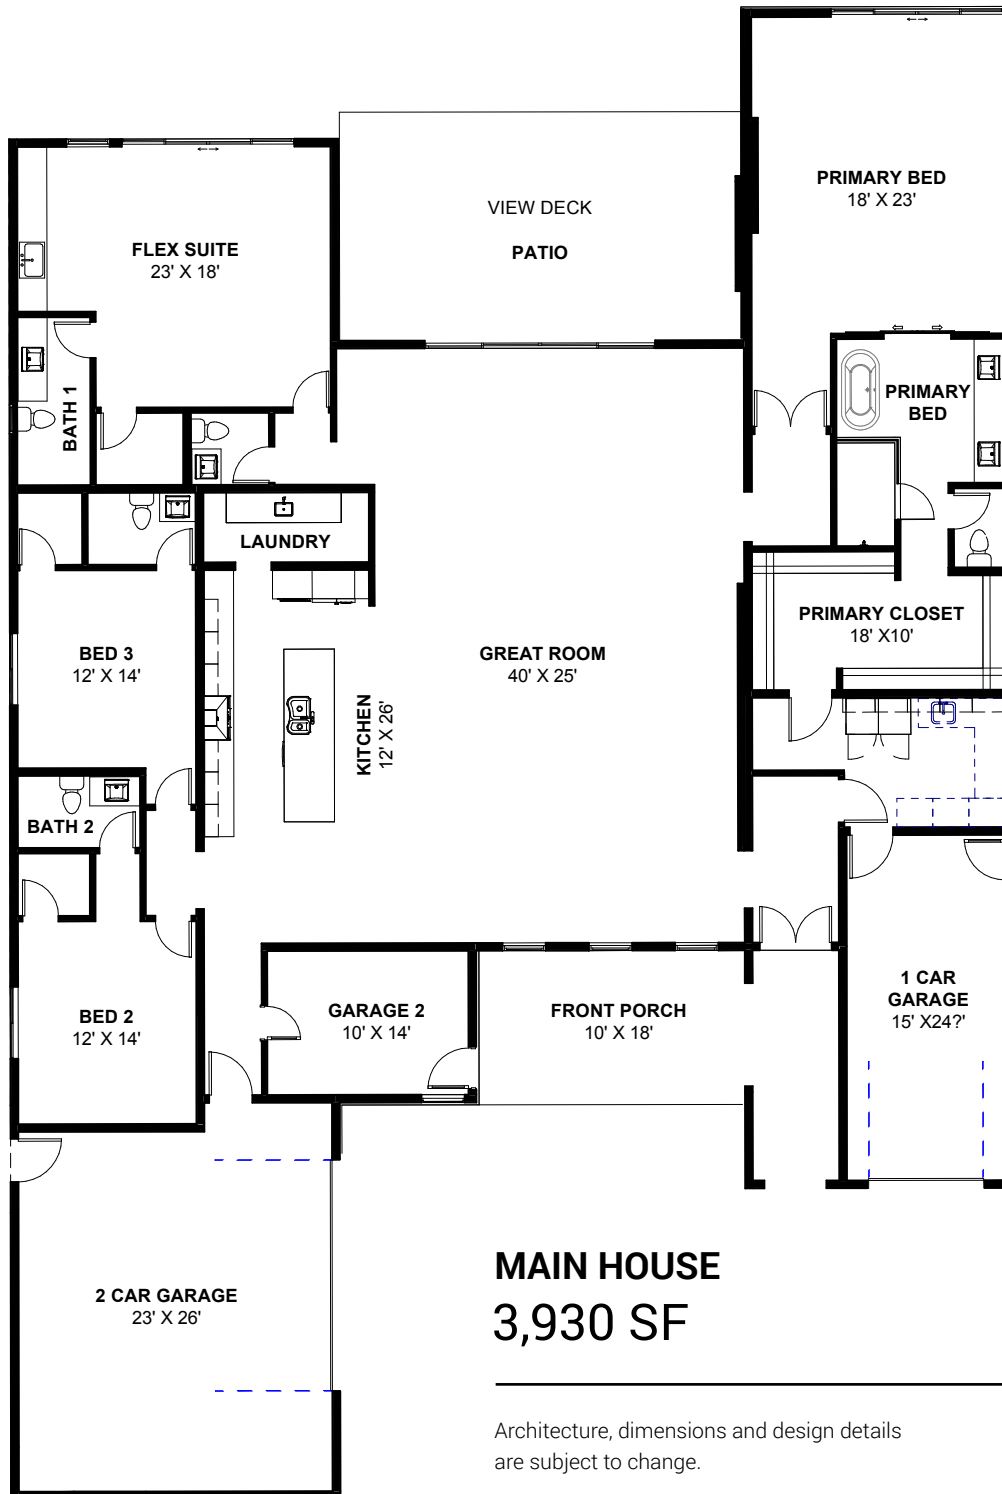 PRIMARY BED
18' X 23'
VIEW DECK
PATIO
FLEX SUITE
23' X 18'
BATH 1
PRIMARY
BED
LAUNDRY
PRIMARY CLOSET
18' X10'
BED 3
12' X 14'
GREAT ROOM
40' X 25'
KITCHEN
12' X 26'
BATH 2
BED 2
12' X 14'
GARAGE 2
10' X 14'
FRONT PORCH
10' X 18'
1 CAR
GARAGE
15' X24?'
2 CAR GARAGE
23' X 26'
MAIN HOUSE
3,930 SF
Architecture, dimensions and design details
are subject to change.